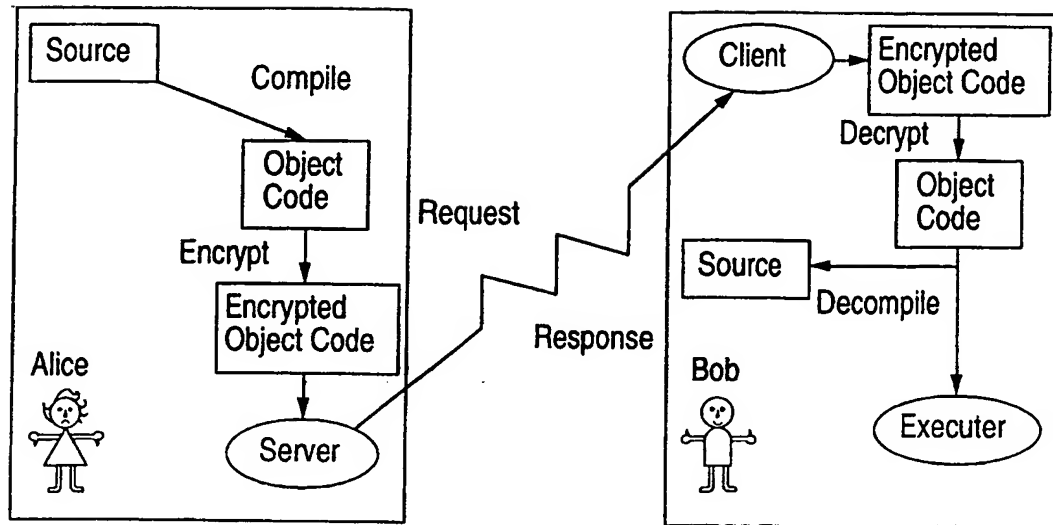 Source
Compile
Object
Code
Encrypt
Encrypted
Object Code
Alice
Server
Request
Response
Client
Encrypted
Object Code
Decrypt
Object
Code
Source
Decompile
Bob
Executer